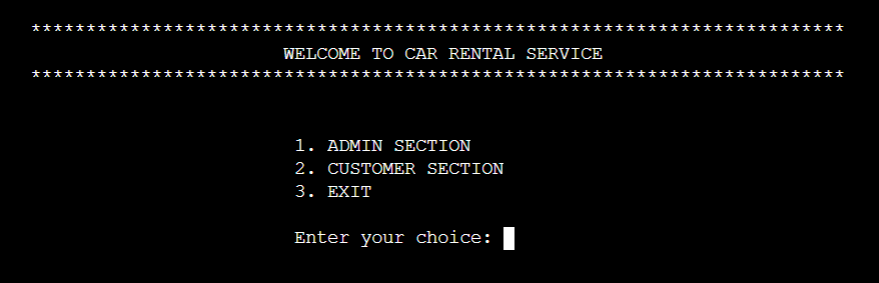 **************************************************************************
WELCOME TO CAR RENTAL SERVICE
**************************************************************************
1. ADMIN SECTION
2. CUSTOMER SECTION
3. EXIT
Enter your choice: